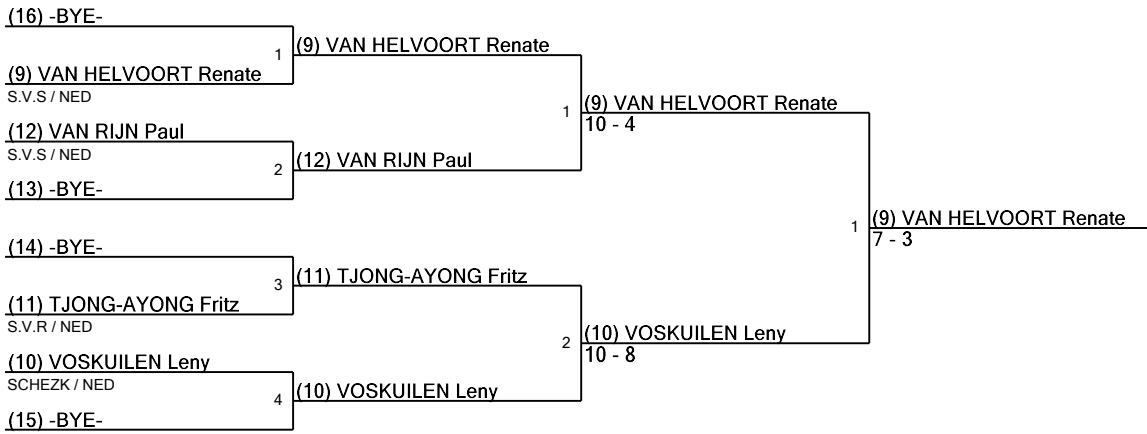 (16) -BYE-
1
(9) VAN HELVOORT Renate
(9) VAN HELVOORT Renate
S.V.S / NED
1
(9) VAN HELVOORT Renate
10 - 4
(12) VAN RIJN Paul
S.V.S / NED
2
(12) VAN RIJN Paul
(13) -BYE-
1
(9) VAN HELVOORT Renate
7 - 3
(14) -BYE-
3
(11) TJONG-AYONG Fritz
(11) TJONG-AYONG Fritz
S.V.R / NED
2
(10) VOSKUILEN Leny
10 - 8
(10) VOSKUILEN Leny
SCHEZK / NED
4
(10) VOSKUILEN Leny
(15) -BYE-